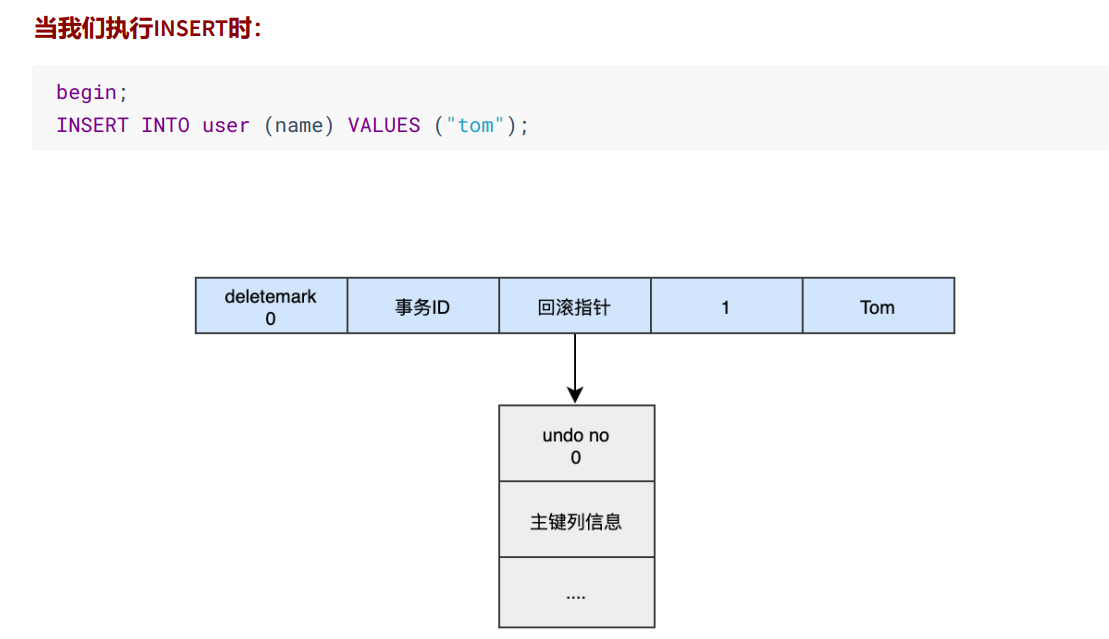 当我们执行INSERT时：
begin;
INSERT INTO user (name) VALUES ("tom");
deletemark
0
事务ID
回滚指针
1
Tom
undo no
0
主键列信息
....